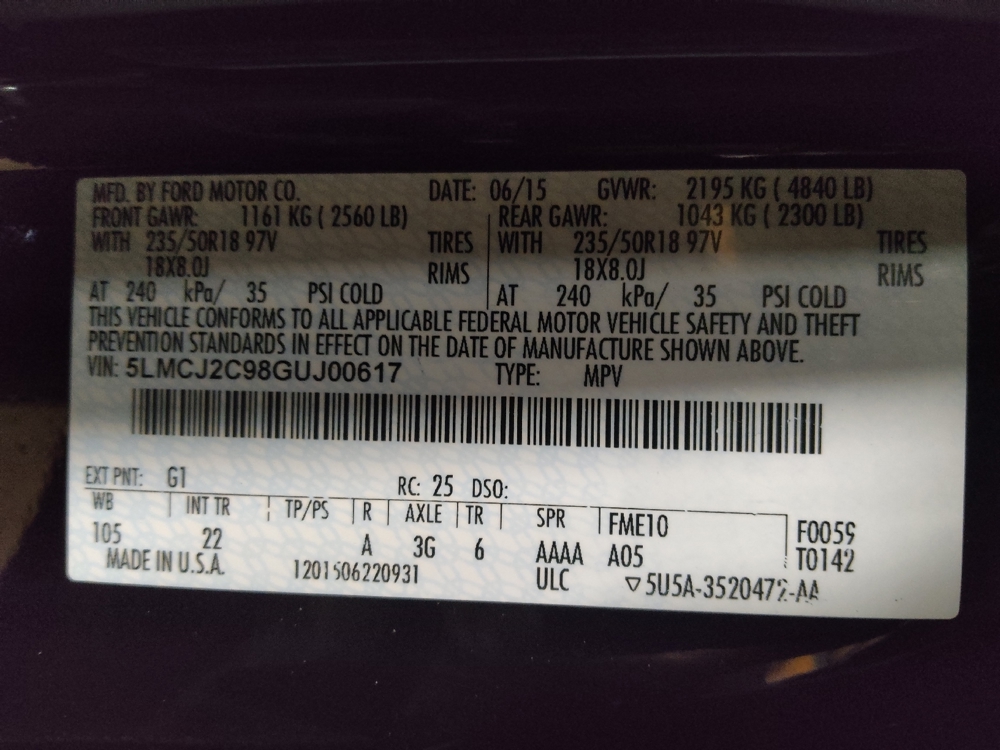 MFD. BY FORD MOTOR CO. DATE: 06/15 GVWR: 2195 KG ( 4840 LB)
FRONT GAWR: 1161 KG ( 2560 LB) REAR GAWR: 1043 KG ( 2300 LB)
WITH 235/50R18 97V TIRES WITH 235/50R18 97V TIRES
18X8.0J RIMS 18X8.0J RIMS
AT 240 kPa/ 35 PSI COLD AT 240 kPa/ 35 PSI COLD
THIS VEHICLE CONFORMS TO ALL APPLICABLE FEDERAL MOTOR VEHICLE SAFETY AND THEFT
PREVENTION STANDARDS IN EFFECT ON THE DATE OF MANUFACTURE SHOWN ABOVE.
VIN: 5LMCJ2C98GUJ00617 TYPE: MPV
EXT PNT: G1 RC: 25 DSO:
WB INT TR TP/PS R AXLE TR SPR FME10 F0059
105 22 A 3G 6 AAAA A05 T0142
MADE IN U.S.A. 1201506220931 ULC ▽5U5A-3520472-AA